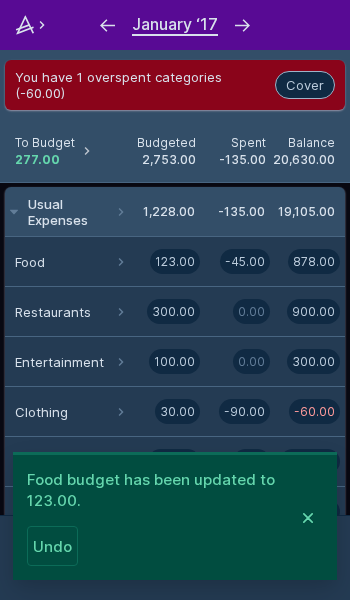 January ‘17
You have 1 overspent categories
(-60.00)
Cover
To Budget Budgeted Spent Balance
277.00 2,753.00 -135.00 20,630.00
Usual
Expenses 1,228.00 -135.00 19,105.00
Food 123.00 -45.00 878.00
Restaurants 300.00 0.00 900.00
Entertainment 100.00 0.00 300.00
Clothing 30.00 -90.00 -60.00
Food budget has been updated to
123.00.
Undo